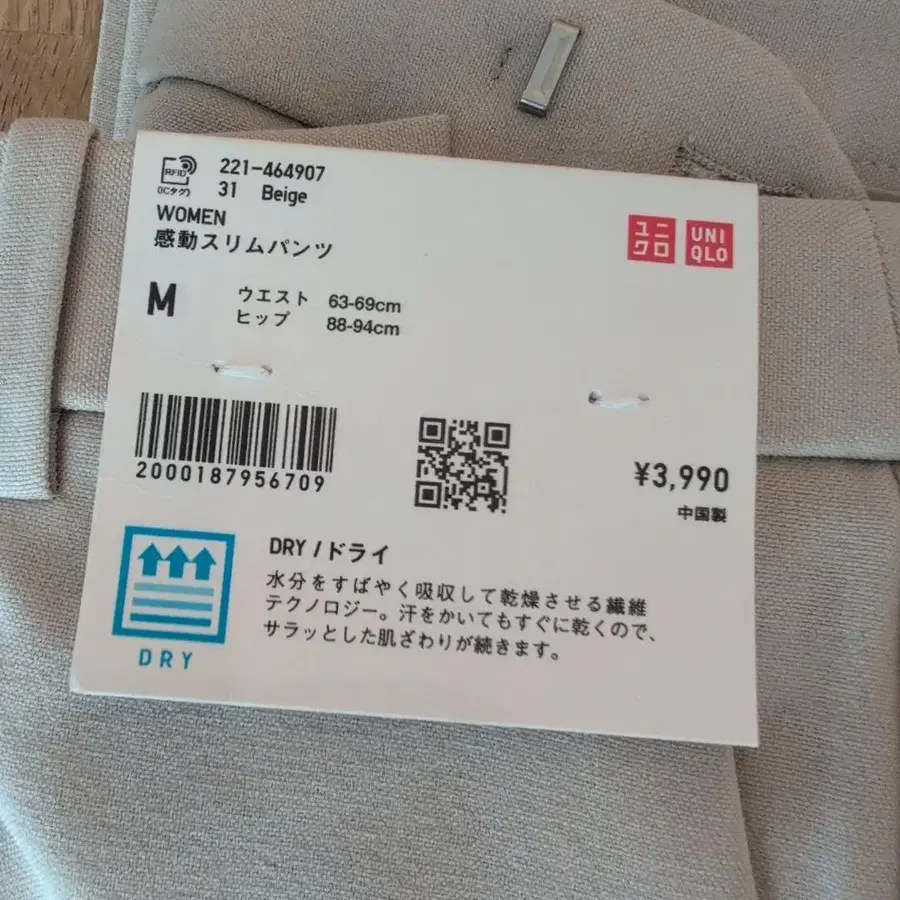 RFID
(ICタグ)
221-464907
31 Beige
WOMEN
感動スリムパンツ
ユニクロ
UNIQLO
M
ウエスト 63-69cm
ヒップ 88-94cm
2000187956709
¥3,990
中国製
DRY
DRY / ドライ
水分をすばやく吸収して乾燥させる繊維
テクノロジー。汗をかいてもすぐに乾くので、
サラッとした肌ざわりが続きます。